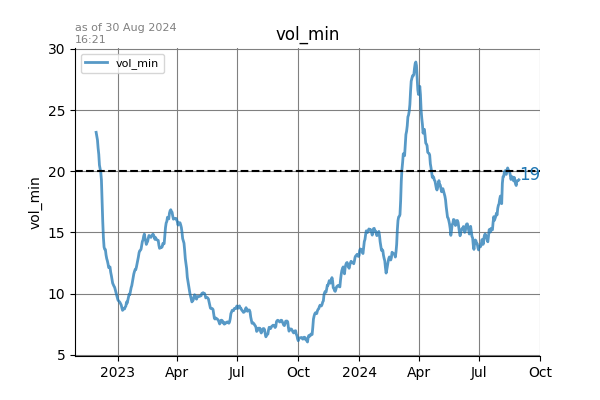 as of 30 Aug 2024
16:21
vol_min
vol_min
30
25
20
15
10
5
vol_min
19
2023
Apr
Jul
Oct
2024
Apr
Jul
Oct